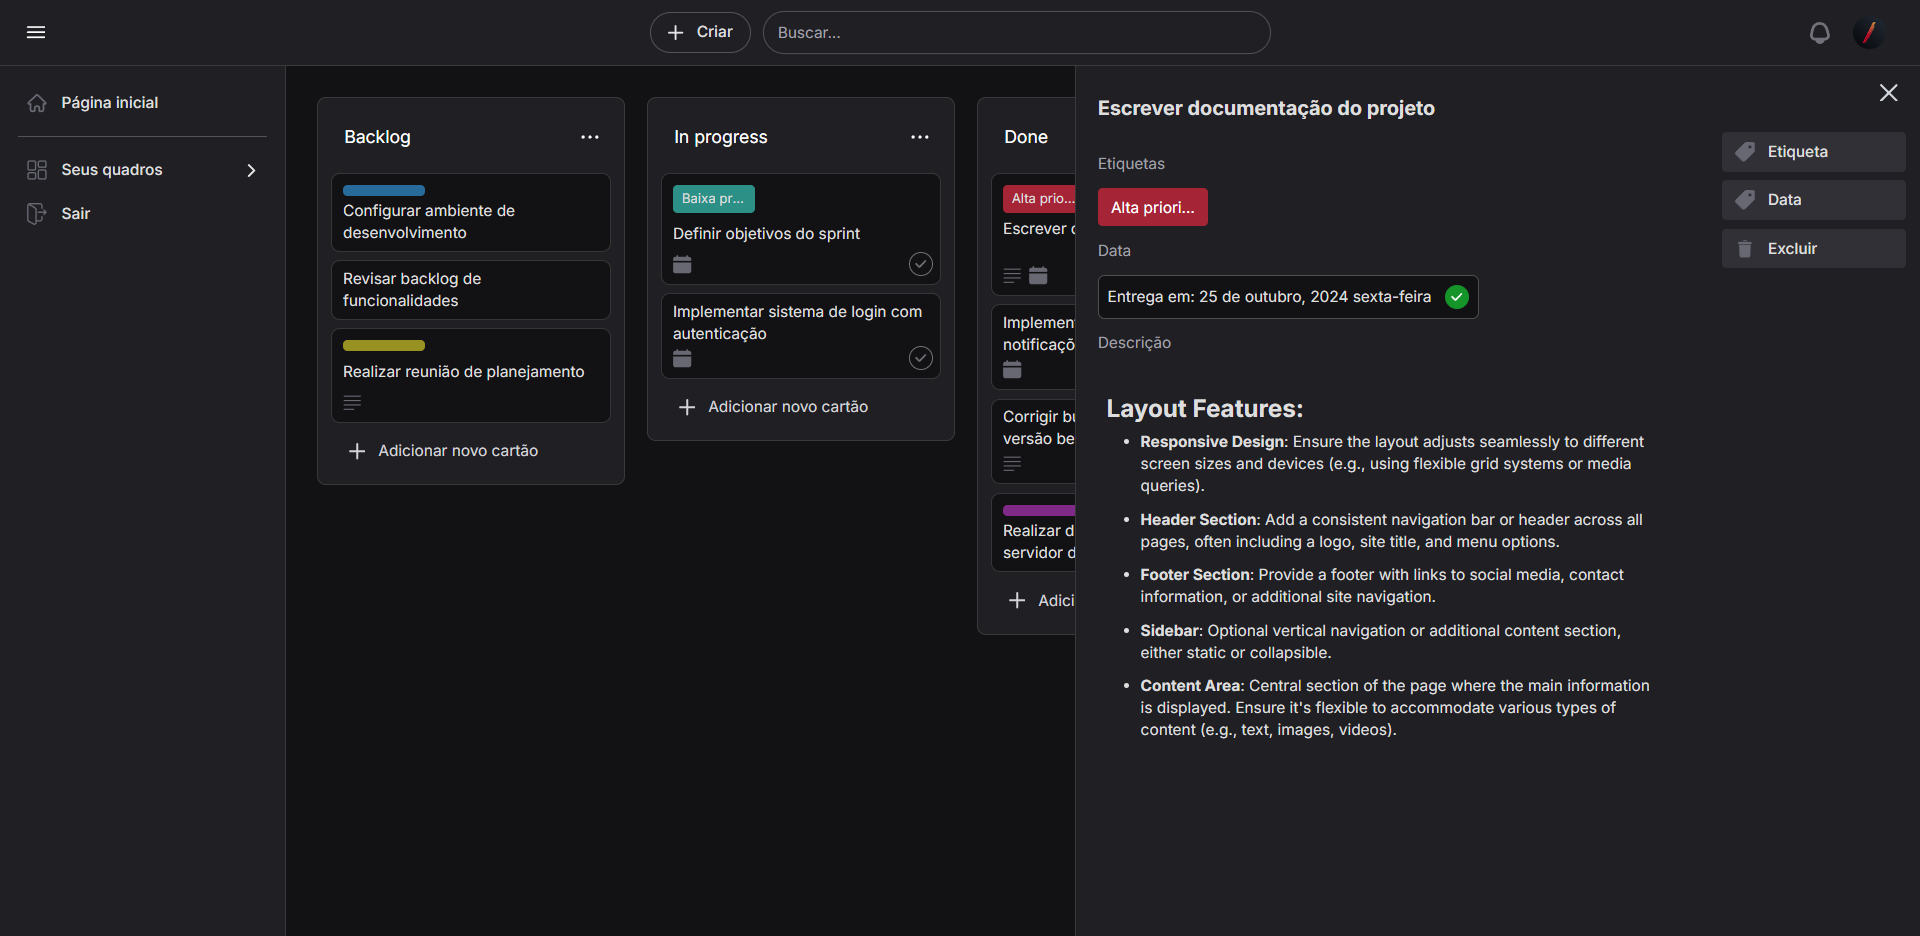 Criar
Buscar...
Página inicial
Seus quadros
Sair
Backlog
Configurar ambiente de
desenvolvimento
Revisar backlog de
funcionalidades
Realizar reunião de planejamento
Adicionar novo cartão
In progress
Baixa pr...
Definir objetivos do sprint
Implementar sistema de login com
autenticação
Adicionar novo cartão
Done
Alta prio...
Escrever
Implemen
notificaçõ
Corrigir
versão be
Realizar d
servidor d
Adici
Escrever documentação do projeto
Etiquetas
Alta priori...
Data
Entrega em: 25 de outubro, 2024 sexta-feira
Descrição
Layout Features:
• Responsive Design: Ensure the layout adjusts seamlessly to different
screen sizes and devices (e.g., using flexible grid systems or media
queries).
• Header Section: Add a consistent navigation bar or header across all
pages, often including a logo, site title, and menu options.
• Footer Section: Provide a footer with links to social media, contact
information, or additional site navigation.
• Sidebar: Optional vertical navigation or additional content section,
either static or collapsible.
• Content Area: Central section of the page where the main information
is displayed. Ensure it's flexible to accommodate various types of
content (e.g., text, images, videos).
Etiqueta
Data
Excluir